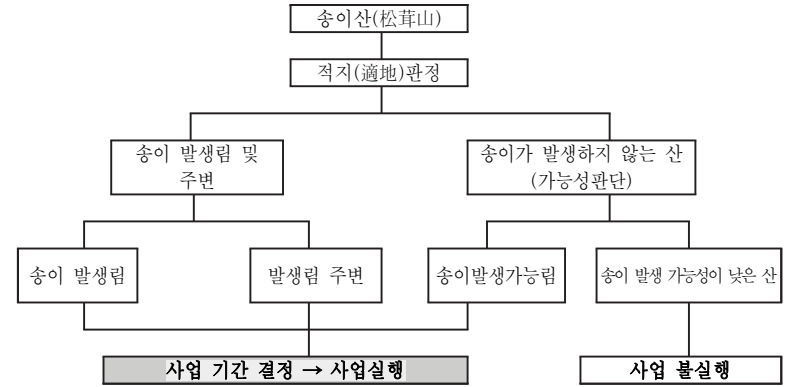 송이산(松茸山)
적지(適地)판정
송이 발생림 및
주변
송이가 발생하지 않는 산
(가능성판단)
송이 발생림
발생림 주변
송이발생가능림
송이 발생 가능성이 낮은 산
사업 기간 결정 → 사업실행
사업 불실행